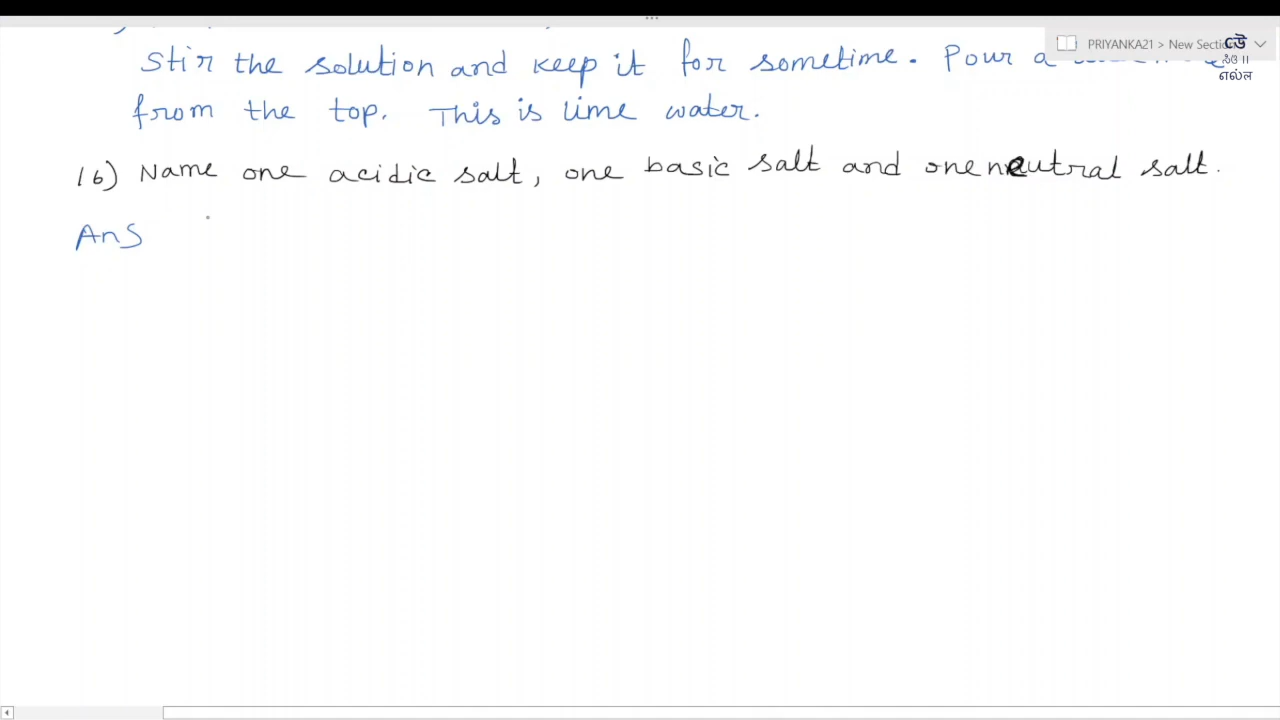 PRIYANKA21 > New Section
Stir the solution and keep it for sometime. Pour a
from the top. This is lime water.
16) Name one acidic salt, one basic salt and one neutral salt.
Ans